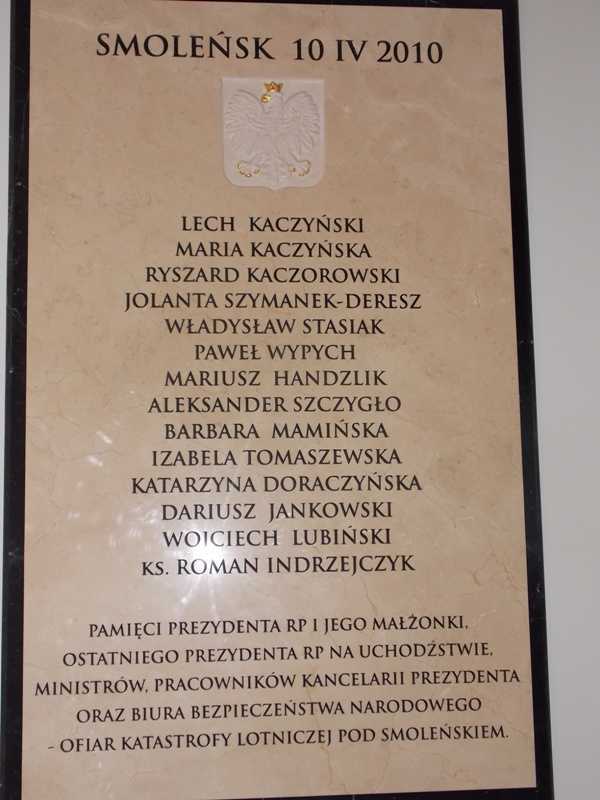 SMOLEŃSK 10 IV 2010
LECH KACZYŃSKI
MARIA KACZYŃSKA
RYSZARD KACZOROWSKI
JOLANTA SZYMANEK-DERESZ
WŁADYSŁAW STASIAK
PAWEŁ WYPYCH
MARIUSZ HANDZLIK
ALEKSANDER SZCZYGŁO
BARBARA MAMIŃSKA
IZABELA TOMASZEWSKA
KATARZYNA DORACZYŃSKA
DARIUSZ JANKOWSKI
WOJCIECH LUBIŃSKI
KS. ROMAN INDRZEJCZYK
PAMIĘCI PREZYDENTA RP I JEGO MAŁŻONKI,
OSTATNIEGO PREZYDENTA RP NA UCHODŹSTWIE,
MINISTRÓW, PRACOWNIKÓW KANCELARII PREZYDENTA
ORAZ BIURA BEZPIECZEŃSTWA NARODOWEGO
- OFIAR KATASTROFY LOTNICZEJ POD SMOLEŃSKIEM.